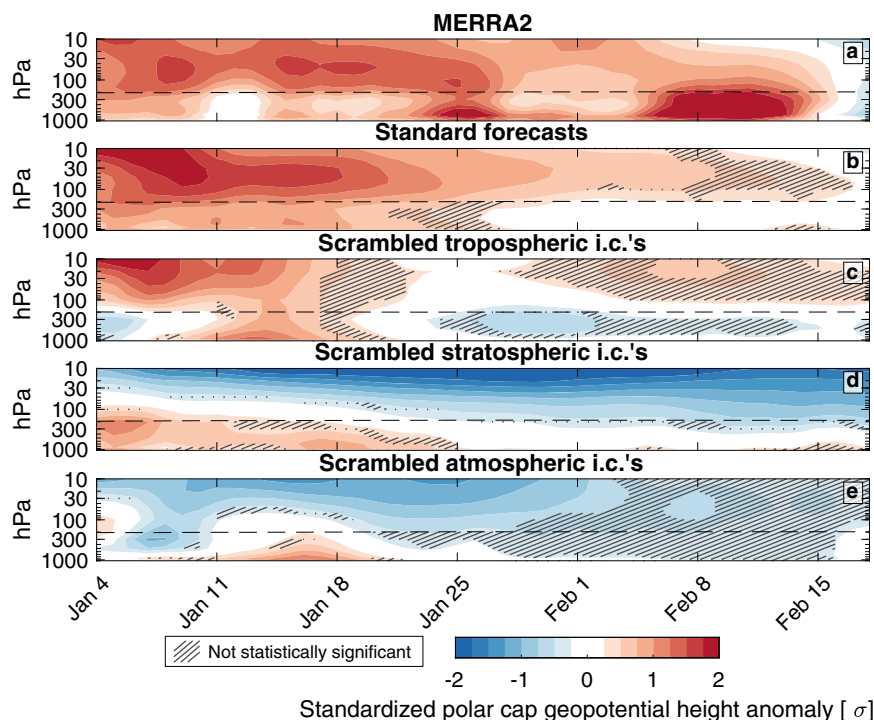 MERRA2
10
30
100
300
1000
hPa
a
Standard forecasts
10
30
100
300
1000
hPa
b
Scrambled tropospheric i.c.'s
10
30
100
300
1000
hPa
c
Scrambled stratospheric i.c.'s
10
30
100
300
1000
hPa
d
Scrambled atmospheric i.c.'s
10
30
100
300
1000
hPa
e
Jan 4
Jan 11
Jan 18
Jan 25
Feb 1
Feb 8
Feb 15
Not statistically significant
-2 -1 0 1 2
Standardized polar cap geopotential height anomaly [ σ]